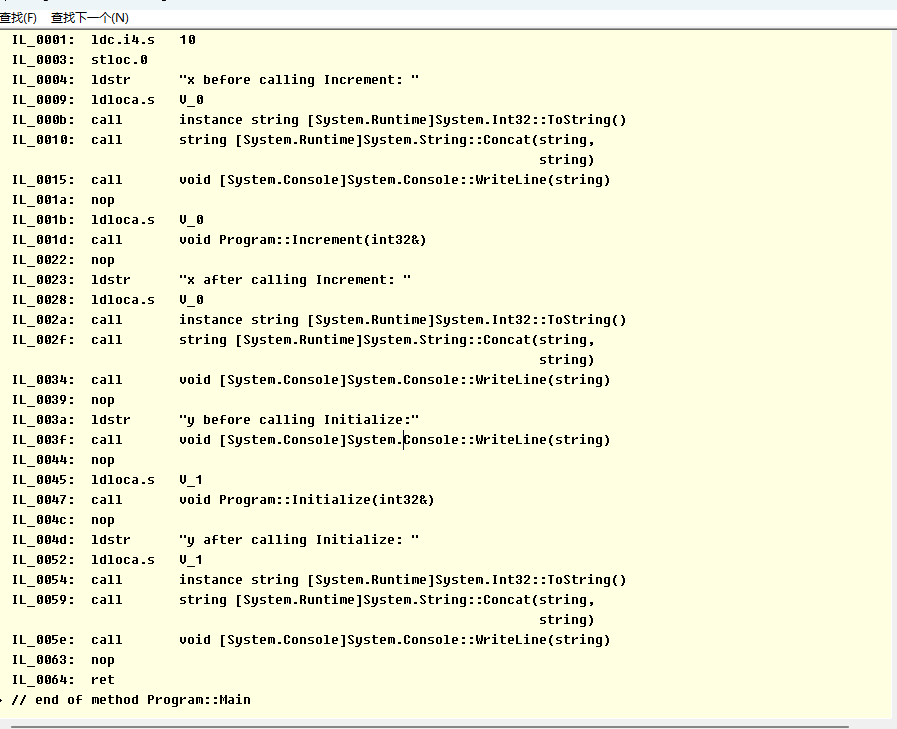 查找(F) 查找下一个(N)
IL_0001: ldc.i4.s 10
IL_0003: stloc.0
IL_0004: ldstr "x before calling Increment: "
IL_0009: ldloca.s V_0
IL_000b: call instance string [System.Runtime]System.Int32::ToString()
IL_0010: call string [System.Runtime]System.String::Concat(string,
string)
IL_0015: call void [System.Console]System.Console::WriteLine(string)
IL_001a: nop
IL_001b: ldloca.s V_0
IL_001d: call void Program::Increment(int32&)
IL_0022: nop
IL_0023: ldstr "x after calling Increment: "
IL_0028: ldloca.s V_0
IL_002a: call instance string [System.Runtime]System.Int32::ToString()
IL_002f: call string [System.Runtime]System.String::Concat(string,
string)
IL_0034: call void [System.Console]System.Console::WriteLine(string)
IL_0039: nop
IL_003a: ldstr "y before calling Initialize:"
IL_003f: call void [System.Console]System.Console::WriteLine(string)
IL_0044: nop
IL_0045: ldloca.s V_1
IL_0047: call void Program::Initialize(int32&)
IL_004c: nop
IL_004d: ldstr "y after calling Initialize: "
IL_0052: ldloca.s V_1
IL_0054: call instance string [System.Runtime]System.Int32::ToString()
IL_0059: call string [System.Runtime]System.String::Concat(string,
string)
IL_005e: call void [System.Console]System.Console::WriteLine(string)
IL_0063: nop
IL_0064: ret
// end of method Program::Main